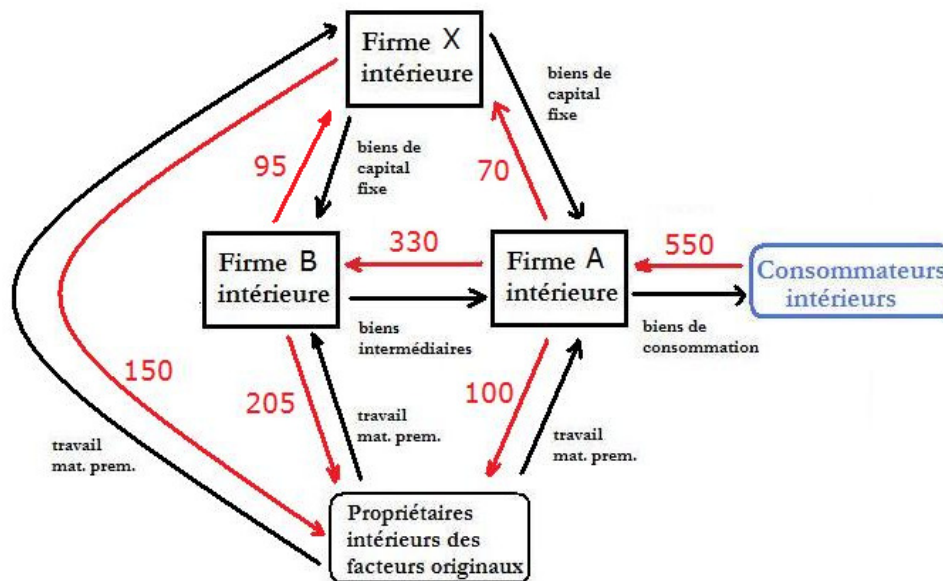 Firme X
intérieure
biens de
capital
fixe
95
biens de
capital
fixe
70
Firme B
intérieure
330
Firme A
intérieure
550
Consommateurs
intérieurs
biens
intermédiaires
biens de
consommation
150
205
100
travail
mat. prem.
travail
mat. prem.
travail
mat. prem.
Propriétaires
intérieurs des
facteurs originaux